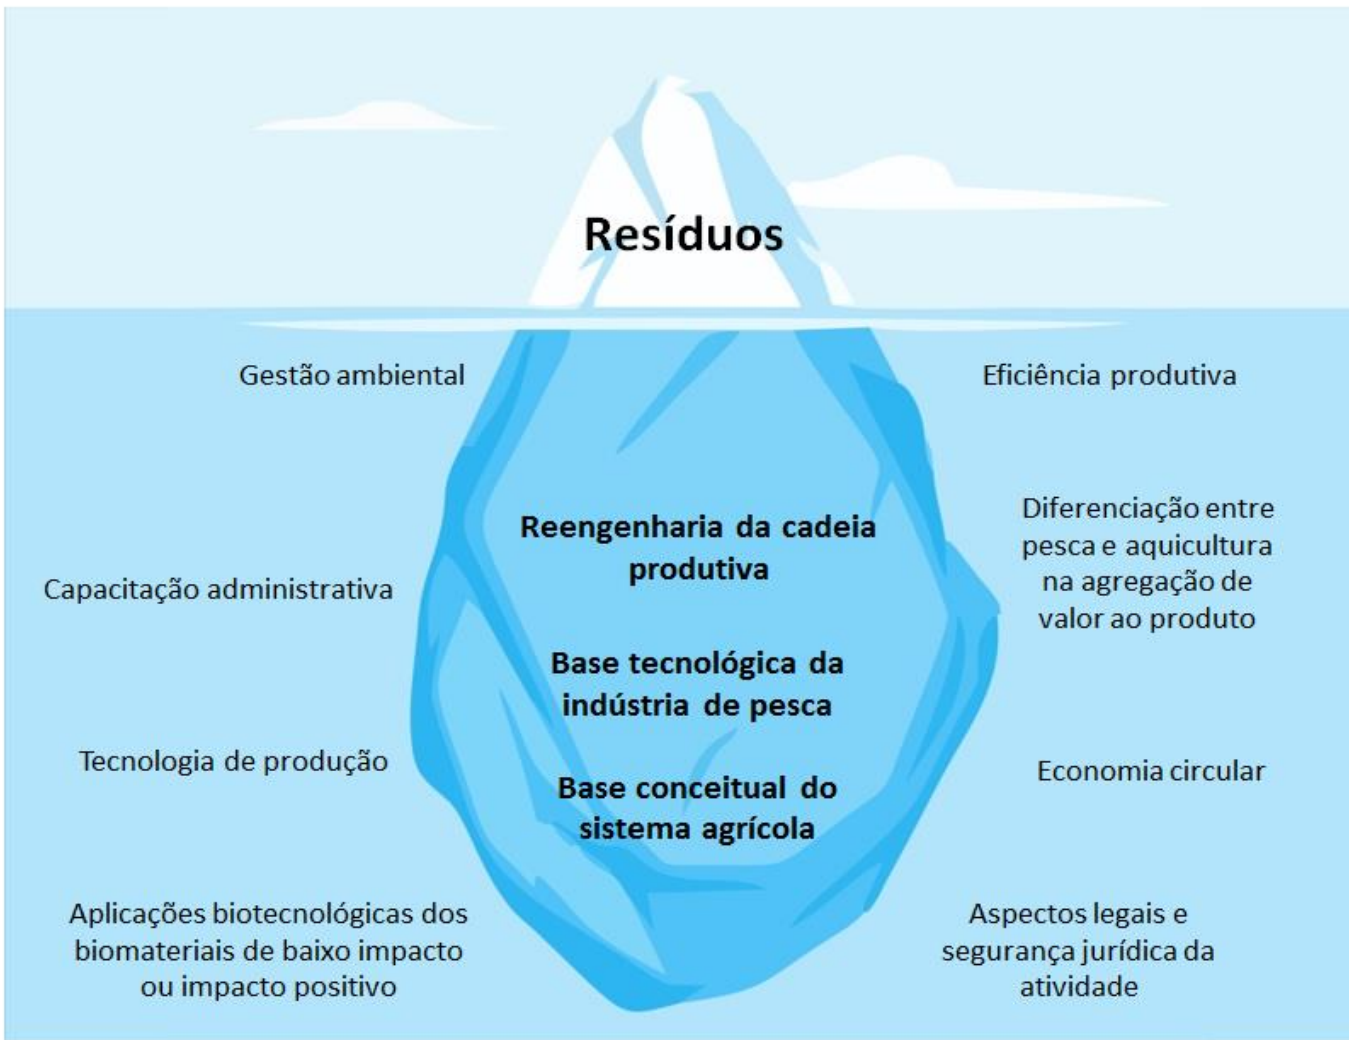 Resíduos
Gestão ambiental
Eficiência produtiva
Reengenharia da cadeia
produtiva
Diferenciação entre
pesca e aquicultura
na agregação de
valor ao produto
Capacitação administrativa
Base tecnológica da
indústria de pesca
Tecnologia de produção
Economia circular
Base conceitual do
sistema agrícola
Aplicações biotecnológicas dos
biomateriais de baixo impacto
ou impacto positivo
Aspectos legais e
segurança jurídica da
atividade